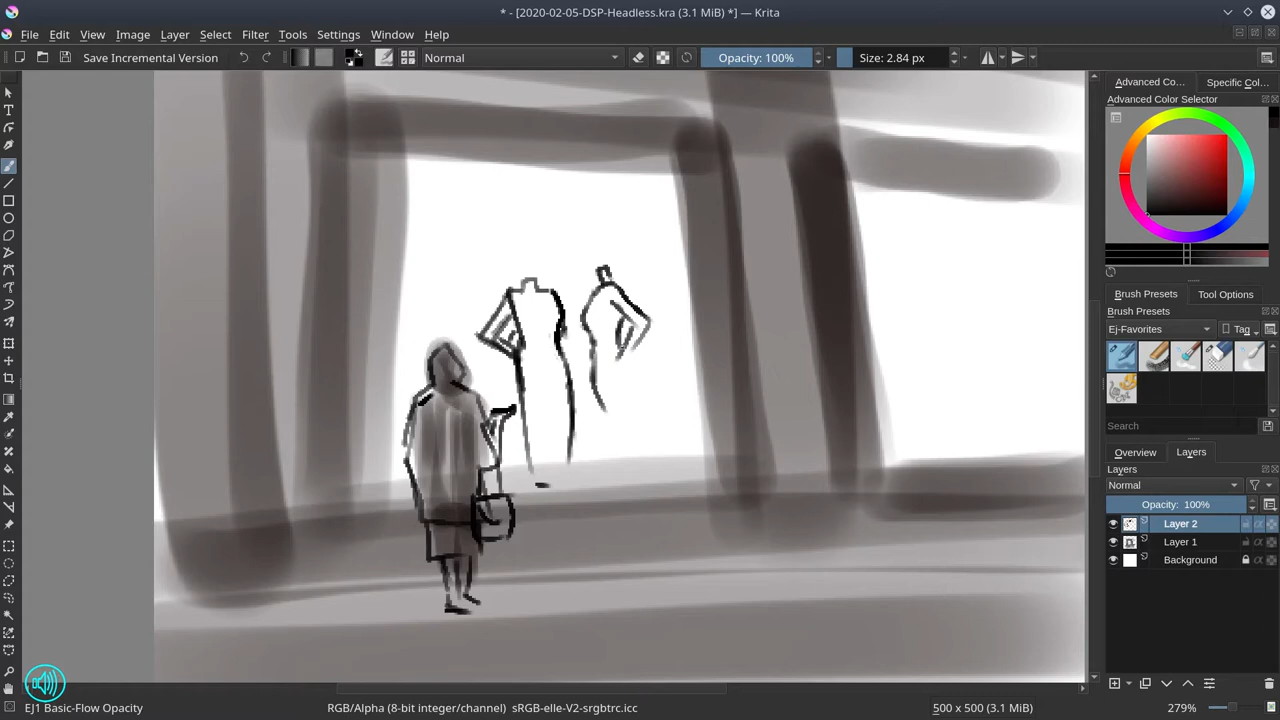 * - [2020-02-05-DSP-Headless.kra (3.1 MiB) *] — Krita
File Edit View Image Layer Select Filter Tools Settings Window Help
Save Incremental Version Normal Opacity: 100% Size: 2.84 px
Advanced Co... Specific Col...
Advanced Color Selector
Brush Presets Tool Options
Brush Presets
Ej-Favorites Tag
Search
Overview Layers
Layers
Normal
Opacity: 100%
Layer 2
Layer 1
Background
EJ1 Basic-Flow Opacity RGB/Alpha (8-bit integer/channel) sRGB-elle-V2-srgbtrc.icc 500 x 500 (3.1 MiB) 279%